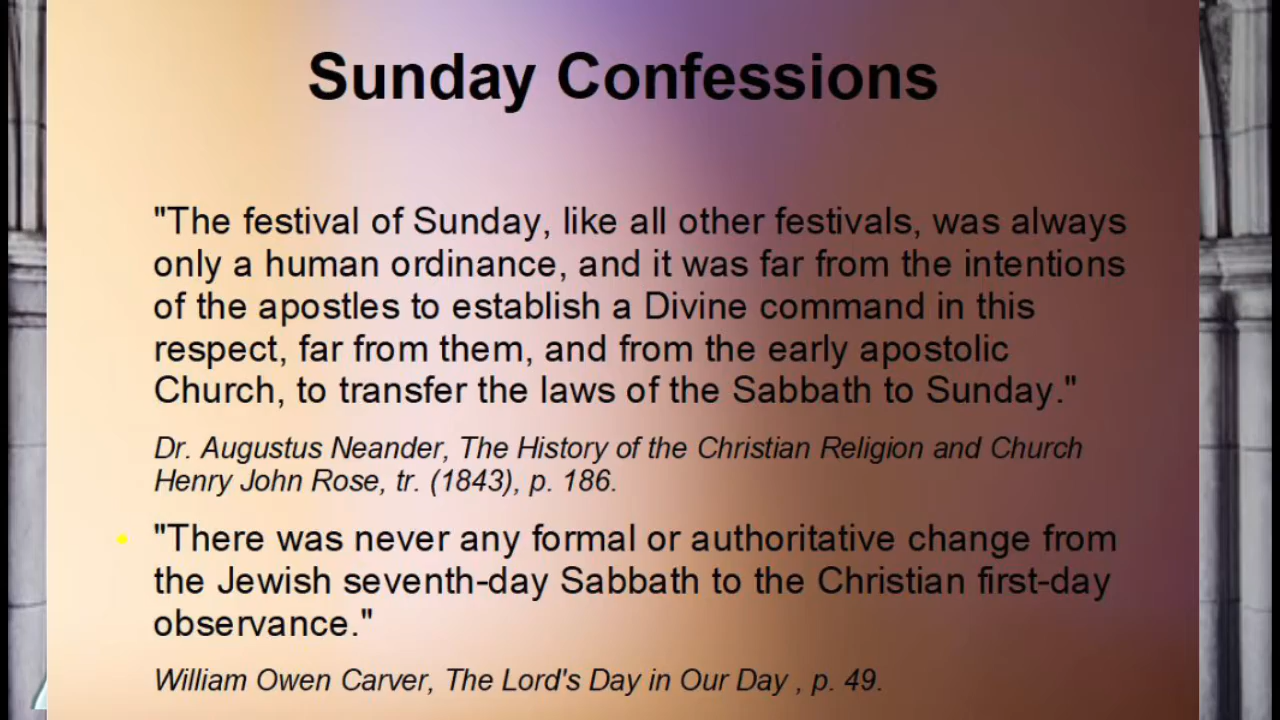 Sunday Confessions
"The festival of Sunday, like all other festivals, was always
only a human ordinance, and it was far from the intentions
of the apostles to establish a Divine command in this
respect, far from them, and from the early apostolic
Church, to transfer the laws of the Sabbath to Sunday."
Dr. Augustus Neander, The History of the Christian Religion and Church
Henry John Rose, tr. (1843), p. 186.
"There was never any formal or authoritative change from
the Jewish seventh-day Sabbath to the Christian first-day
observance."
William Owen Carver, The Lord's Day in Our Day , p. 49.